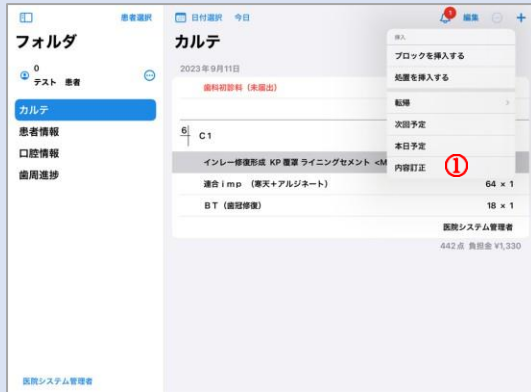 患者選択
フォルダ
0
テスト 患者
カルテ
患者情報
口腔情報
歯周進捗
医院システム管理者
日付選択 今日
1
編集
カルテ
2023年9月11日
歯科初診料（未届出）
6 C1
インレー修復形成 KP 覆罩 ライニングセメント <M
連合imp （寒天+アルジネート） 64 × 1
BT（歯冠修復） 18 × 1
医院システム管理者
442点 負担金 ¥1,330
挿入
ブロックを挿入する
処置を挿入する
転帰
次回予定
本日予定
内容訂正 ①